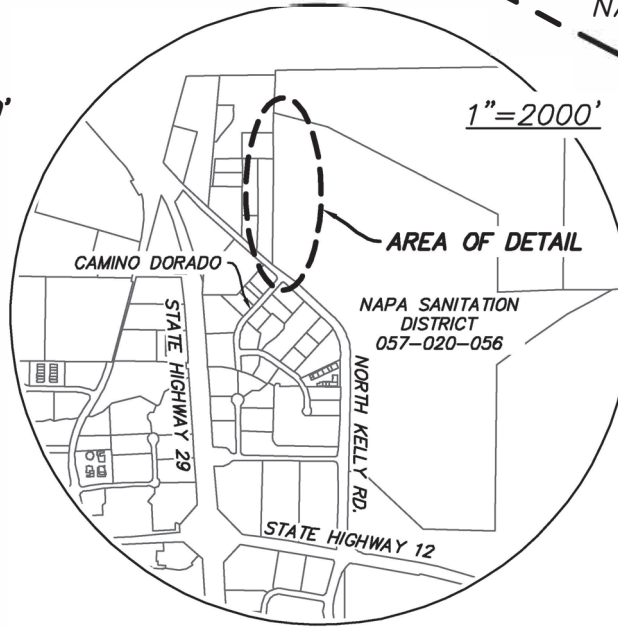 NA
1"=2000'
AREA OF DETAIL
CAMINO DORADO
NAPA SANITATION
DISTRICT
057-020-056
STATE HIGHWAY 29
NORTH KELLY RD.
STATE HIGHWAY 12